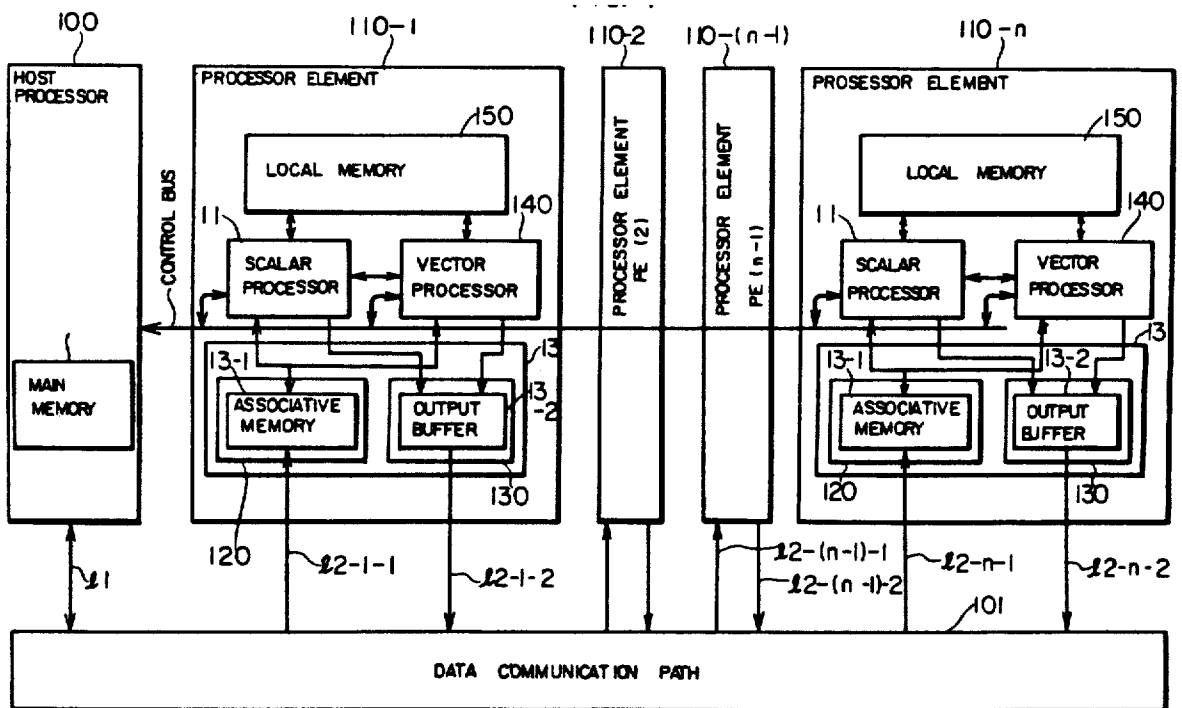 100
110-1
110-2
110-(n-1)
110-n
HOST
PROCESSOR
PROCESSOR ELEMENT
PROSESSOR ELEMENT
150
LOCAL MEMORY
150
LOCAL MEMORY
CONTROL BUS
11
140
SCALAR
PROCESSOR
VECTOR
PROCESSOR
PROCESSOR ELEMENT
PE (2)
PROCESSOR ELEMENT
PE (n-1)
11
140
SCALAR
PROCESSOR
VECTOR
PROCESSOR
MAIN
MEMORY
13-1
13
ASSOCIATIVE
MEMORY
OUTPUT
BUFFER
13
-2
13-1
13-2
13
ASSOCIATIVE
MEMORY
OUTPUT
BUFFER
120
130
120
130
ℓ1
ℓ2-1-1
ℓ2-1-2
ℓ2-(n-1)-1
ℓ2-(n-1)-2
ℓ2-n-1
ℓ2-n-2
101
DATA COMMUNICATION PATH